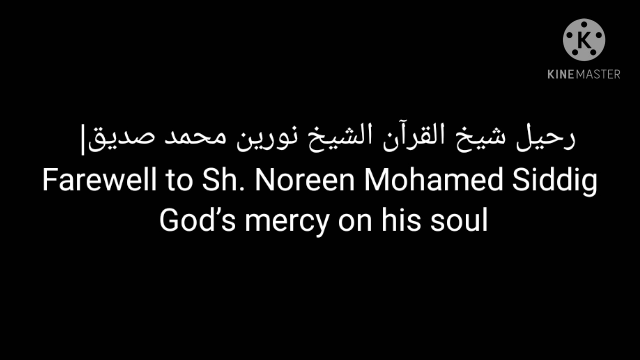 KINEMASTER
رحيل شيخ القرآن الشيخ نورين محمد صديق|
Farewell to Sh. Noreen Mohamed Siddig
God's mercy on his soul